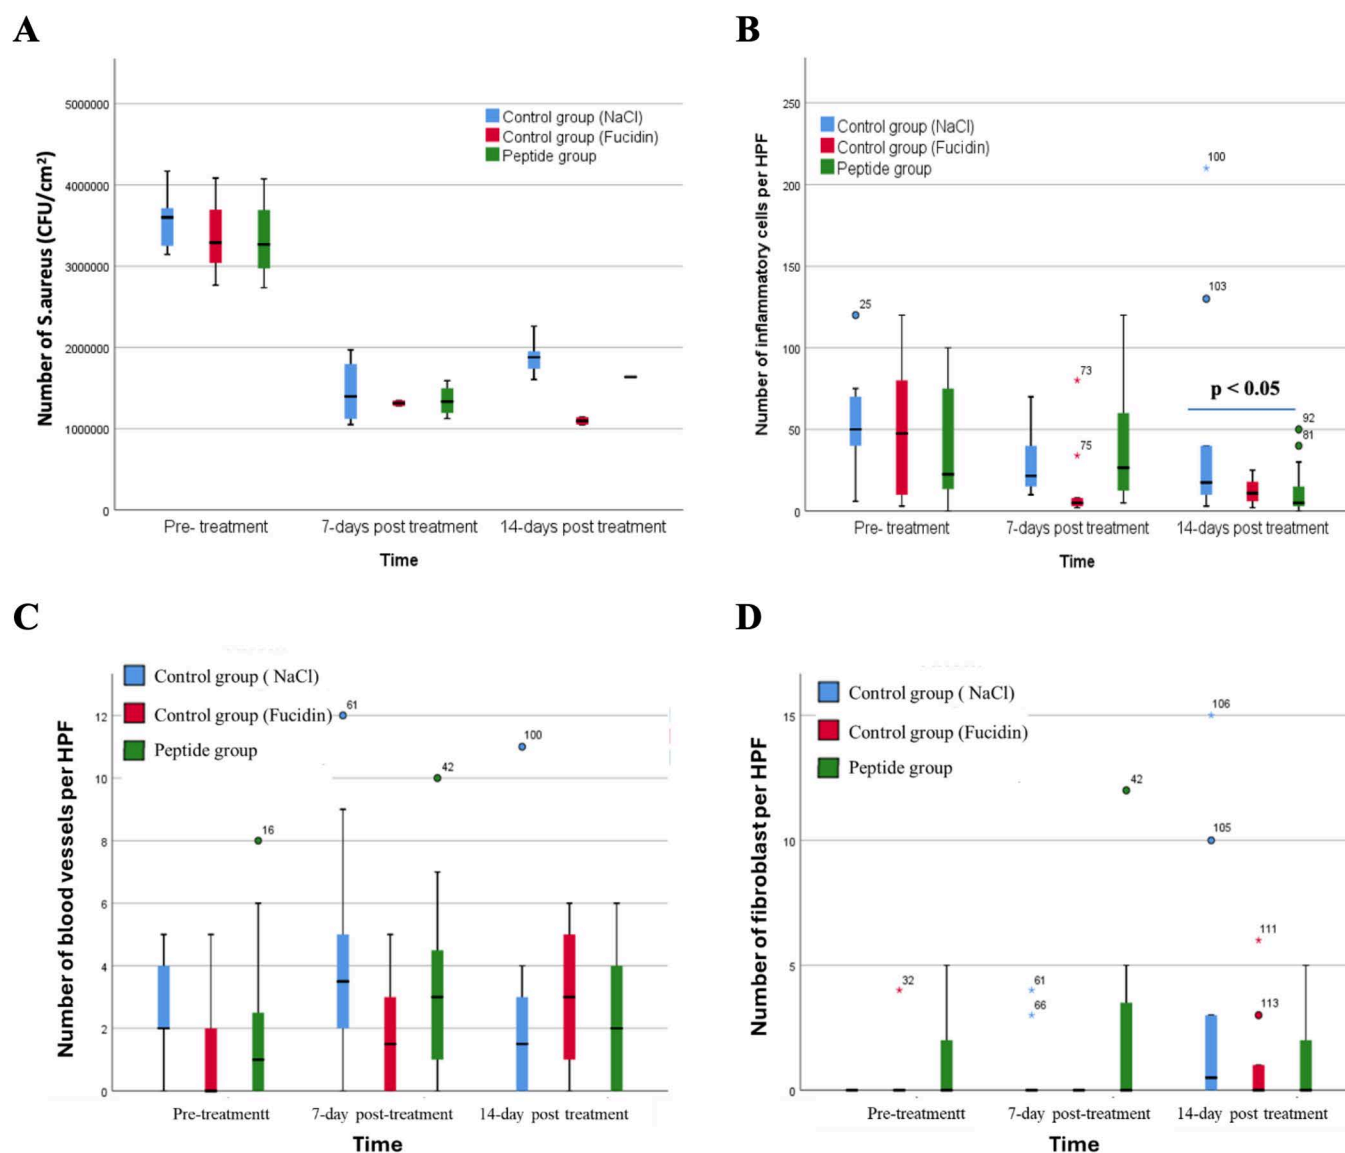 A
Number of S.aureus (CFU/cm²)
5000000
4000000
3000000
2000000
1000000
0
Control group (NaCl)
Control group (Fucidin)
Peptide group
Pre- treatment
7-days post treatment
14-days post treatment
Time
B
Number of inflammatory cells per HPF
250
200
150
100
50
0
Control group (NaCl)
Control group (Fucidin)
Peptide group
25
73
75
100
103
p < 0.05
92
81
Pre- treatment
7-days post treatment
14-days post treatment
Time
C
Number of blood vessels per HPF
12
10
8
6
4
2
0
Control group ( NaCl)
Control group (Fucidin)
Peptide group
16
61
42
100
Pre-treatmentt
7-day post-treatment
14-day post treatment
Time
D
Number of fibroblast per HPF
15
10
5
0
Control group ( NaCl)
Control group (Fucidin)
Peptide group
32
61
66
42
106
105
111
113
Pre-treatmentt
7-day post-treatment
14-day post treatment
Time